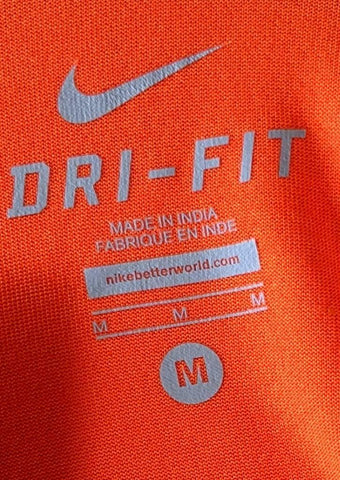 DRI-FIT
MADE IN INDIA
FABRIQUE EN INDE
nikebetterworld.com
M M M
M